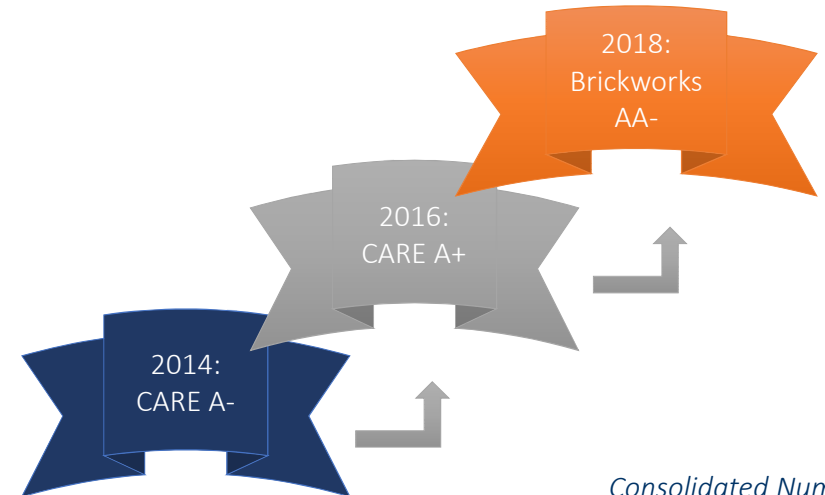 2018:
Brickworks
AA-
2016:
CARE A+
2014:
CARE A-
Consolidated